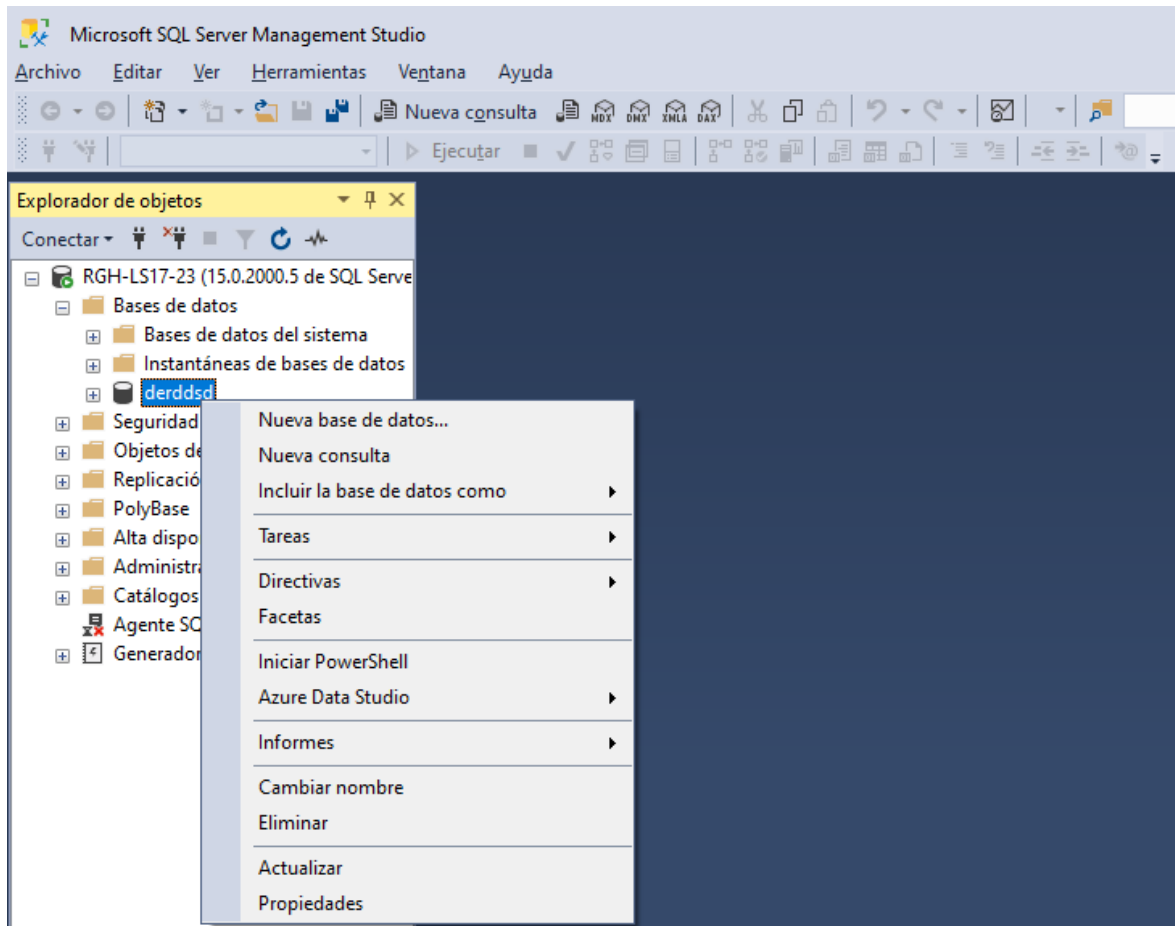 Microsoft SQL Server Management Studio
Archivo Editar Ver Herramientas Ventana Ayuda
Nueva consulta MDX DMX XMLA DAX
Ejecutar
Explorador de objetos
Conectar
RGH-LS17-23 (15.0.2000.5 de SQL Serve
Bases de datos
Bases de datos del sistema
Instantáneas de bases de datos
derddsd
Seguridad
Objetos de
Replicació
PolyBase
Alta dispo
Administra
Catálogos
Agente SQ
Generador
Nueva base de datos...
Nueva consulta
Incluir la base de datos como
Tareas
Directivas
Facetas
Iniciar PowerShell
Azure Data Studio
Informes
Cambiar nombre
Eliminar
Actualizar
Propiedades